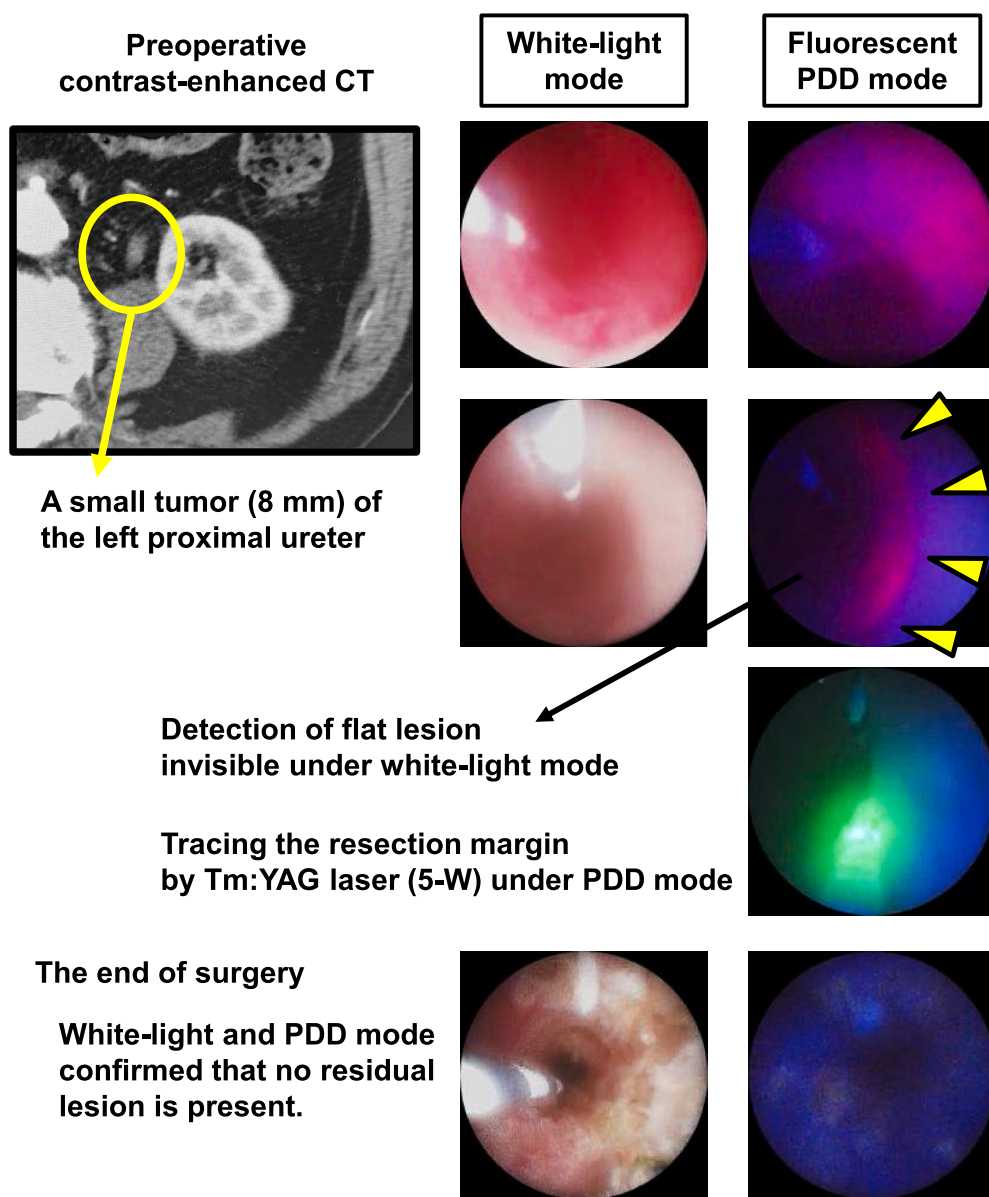 Preoperative
contrast-enhanced CT
White-light
mode
Fluorescent
PDD mode
A small tumor (8 mm) of
the left proximal ureter
Detection of flat lesion
invisible under white-light mode
Tracing the resection margin
by Tm:YAG laser (5-W) under PDD mode
The end of surgery
White-light and PDD mode
confirmed that no residual
lesion is present.